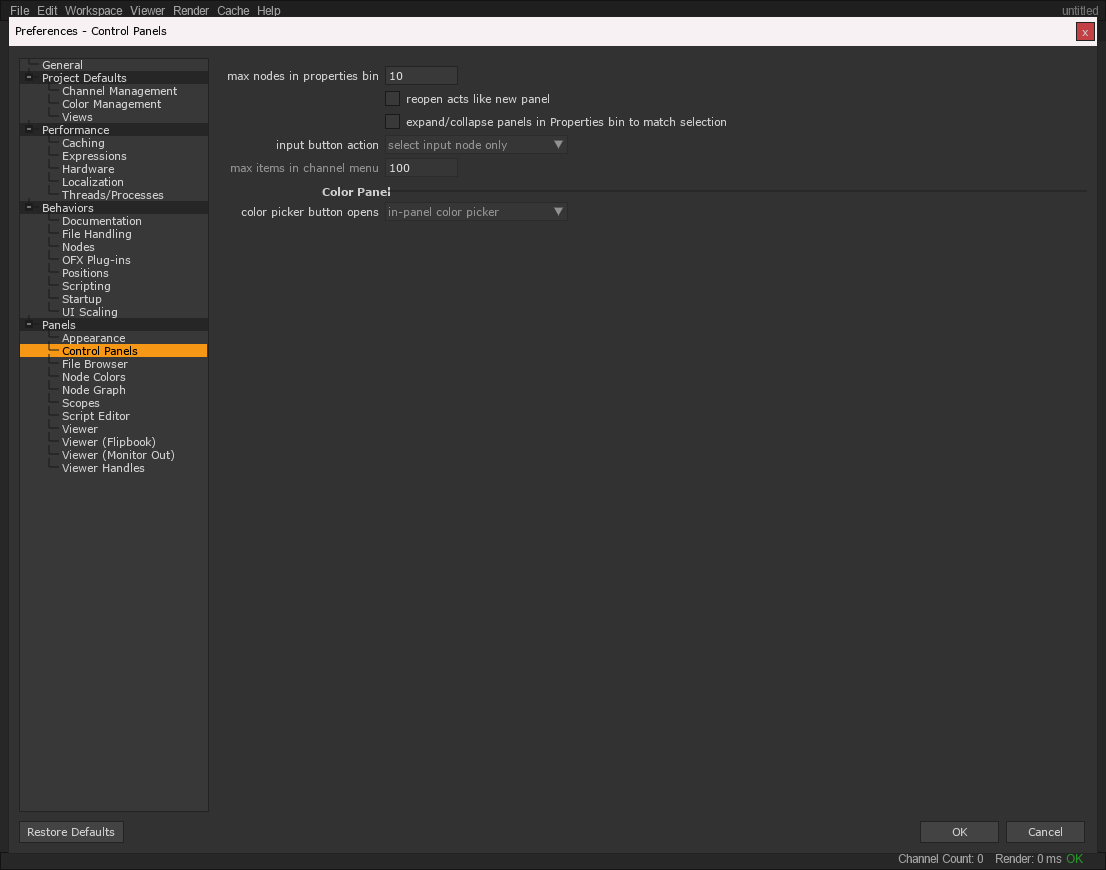 File Edit Workspace Viewer Render Cache Help untitled
Preferences - Control Panels x
General
Project Defaults
Channel Management
Color Management
Views
Performance
Caching
Expressions
Hardware
Localization
Threads/Processes
Behaviors
Documentation
File Handling
Nodes
OFX Plug-ins
Positions
Scripting
Startup
UI Scaling
Panels
Appearance
Control Panels
File Browser
Node Colors
Node Graph
Scopes
Script Editor
Viewer
Viewer (Flipbook)
Viewer (Monitor Out)
Viewer Handles
max nodes in properties bin 10
reopen acts like new panel
expand/collapse panels in Properties bin to match selection
input button action select input node only
max items in channel menu 100
Color Panel
color picker button opens in-panel color picker
Restore Defaults OK Cancel
Channel Count: 0 Render: 0 ms OK